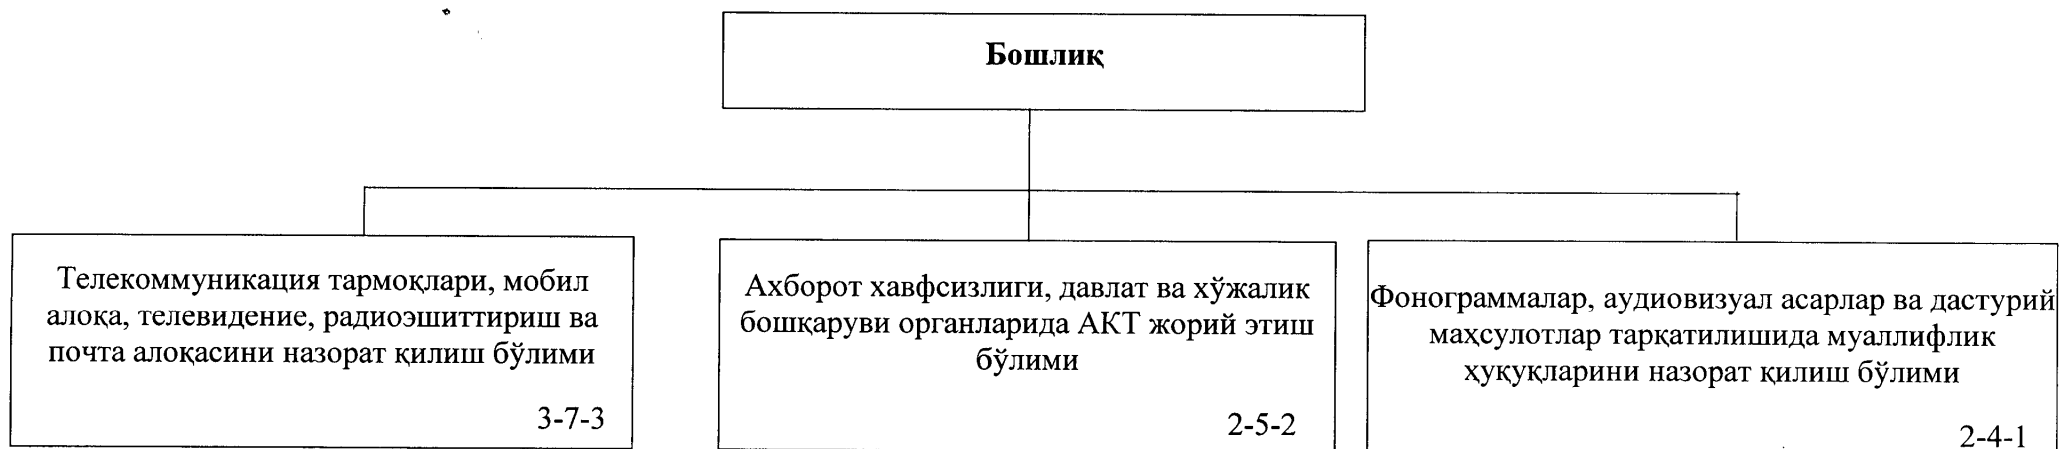 Бошлиқ
Телекоммуникация тармоқлари, мобил
алоқа, телевидение, радиоэшиттириш ва
почта алоқасини назорат қилиш бўлими
3-7-3
Ахборот хавфсизлиги, давлат ва хўжалик
бошқаруви органларида АКТ жорий этиш
бўлими
2-5-2
Фонограммалар, аудиовизуал асарлар ва дастурий
маҳсулотлар тарқатилишида муаллифлик
ҳуқуқларини назорат қилиш бўлими
2-4-1